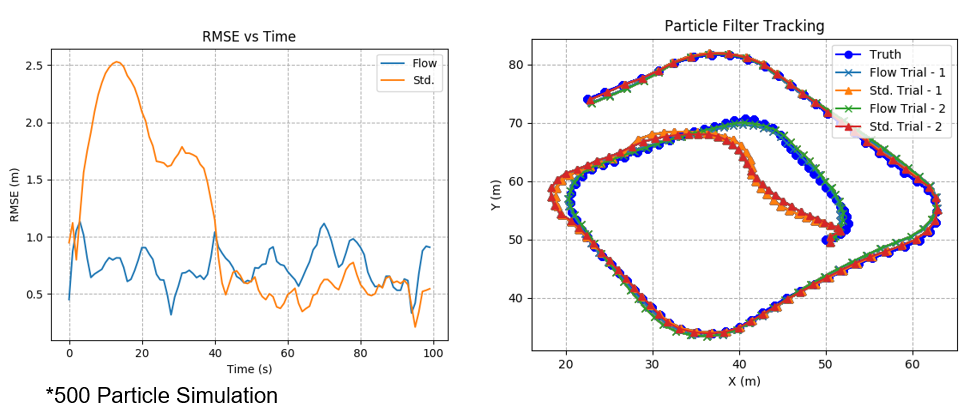 RMSE vs Time
Flow
Std.
2.5
2.0
1.5
1.0
0.5
RMSE (m)
0 20 40 60 80 100
Time (s)
*500 Particle Simulation
Particle Filter Tracking
Truth
Flow Trial - 1
Std. Trial - 1
Flow Trial - 2
Std. Trial - 2
80
70
60
50
40
Y (m)
20 30 40 50 60
X (m)